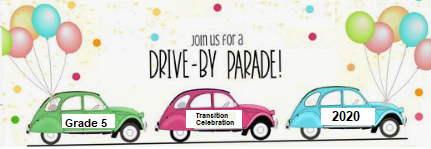 JOIN US FOR A
DRIVE-BY PARADE!
Grade 5
Transition
Celebration
2020